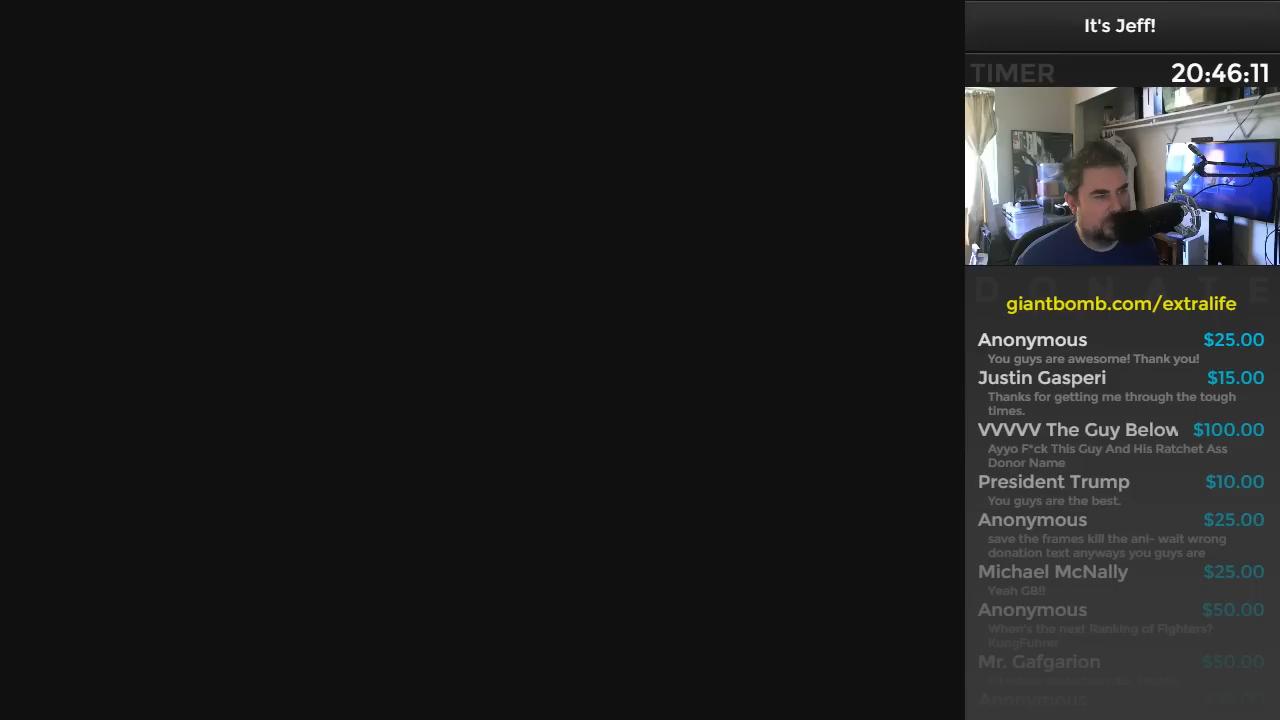 It's Jeff!
TIMER
20:46:11
DONATE
giantbomb.com/extralife
Anonymous $25.00
You guys are awesome! Thank you!
Justin Gasperi $15.00
Thanks for getting me through the tough
times.
VVVVV The Guy Below $100.00
Ayyo F*ck This Guy And His Ratchet Ass
Donor Name
President Trump $10.00
You guys are the best.
Anonymous $25.00
save the frames kill the ani- wait wrong
donation text anyways you guys are
Michael McNally $25.00
Yeah GB!!
Anonymous $50.00
When's the next Ranking of Fighters?
KungFuhner
Mr. Gafgarion $50.00
Anonymous